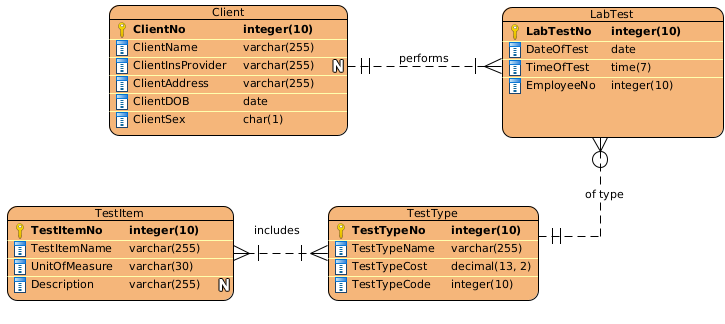 Client
ClientNo integer(10)
ClientName varchar(255)
ClientInsProvider varchar(255) N
ClientAddress varchar(255)
ClientDOB date
ClientSex char(1)
performs
LabTest
LabTestNo integer(10)
DateOfTest date
TimeOfTest time(7)
EmployeeNo integer(10)
of type
TestItem
TestItemNo integer(10)
TestItemName varchar(255)
UnitOfMeasure varchar(30)
Description varchar(255) N
includes
TestType
TestTypeNo integer(10)
TestTypeName varchar(255)
TestTypeCost decimal(13, 2)
TestTypeCode integer(10)